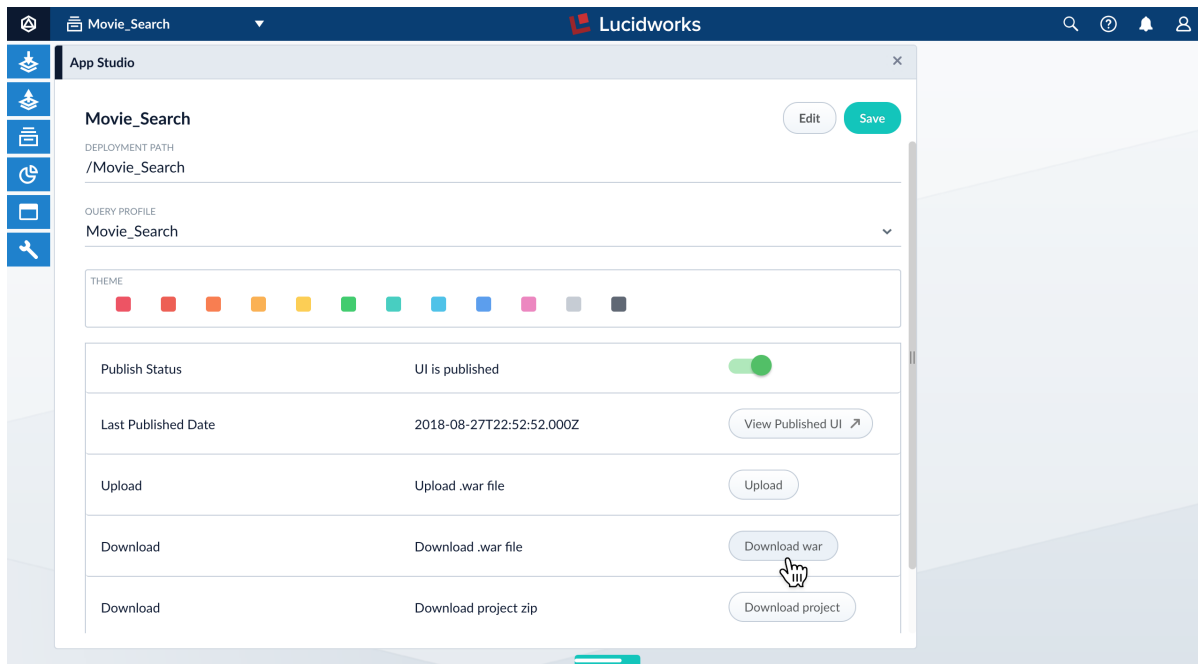 Movie_Search
Lucidworks
App Studio
Movie_Search
Edit
Save
DEPLOYMENT PATH
/Movie_Search
QUERY PROFILE
Movie_Search
THEME
Publish Status
UI is published
Last Published Date
2018-08-27T22:52:52.000Z
View Published UI
Upload
Upload .war file
Upload
Download
Download .war file
Download war
Download
Download project zip
Download project